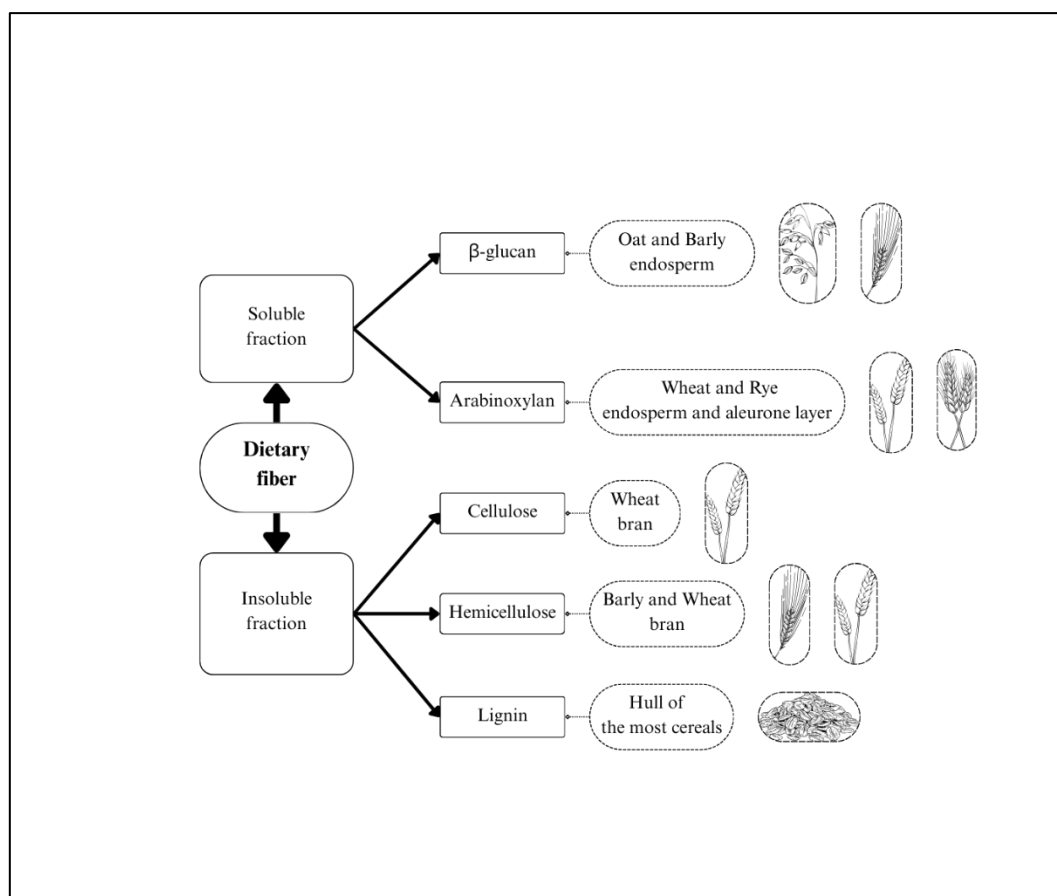 β-glucan
Oat and Barly
endosperm
Soluble
fraction
Arabinoxylan
Wheat and Rye
endosperm and aleurone layer
Dietary
fiber
Cellulose
Wheat
bran
Insoluble
fraction
Hemicellulose
Barly and Wheat
bran
Lignin
Hull of
the most cereals